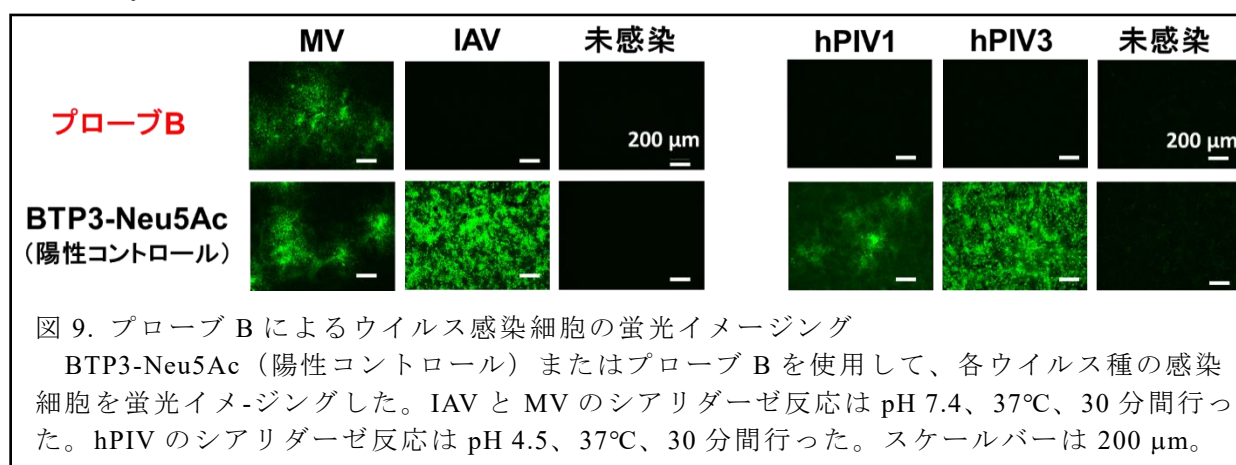 MV IAV 未感染 hPIV1 hPIV3 未感染
プローブB 200 μm 200 μm
BTP3-Neu5Ac
（陽性コントロール）
図 9. プローブ B によるウイルス感染細胞の蛍光イメージング
BTP3-Neu5Ac（陽性コントロール）またはプローブ B を使用して、各ウイルス種の感染
細胞を蛍光イメ-ジングした。IAV と MV のシアリダーゼ反応は pH 7.4、37℃、30 分間行っ
た。hPIV のシアリダーゼ反応は pH 4.5、37℃、30 分間行った。スケールバーは 200 μm。